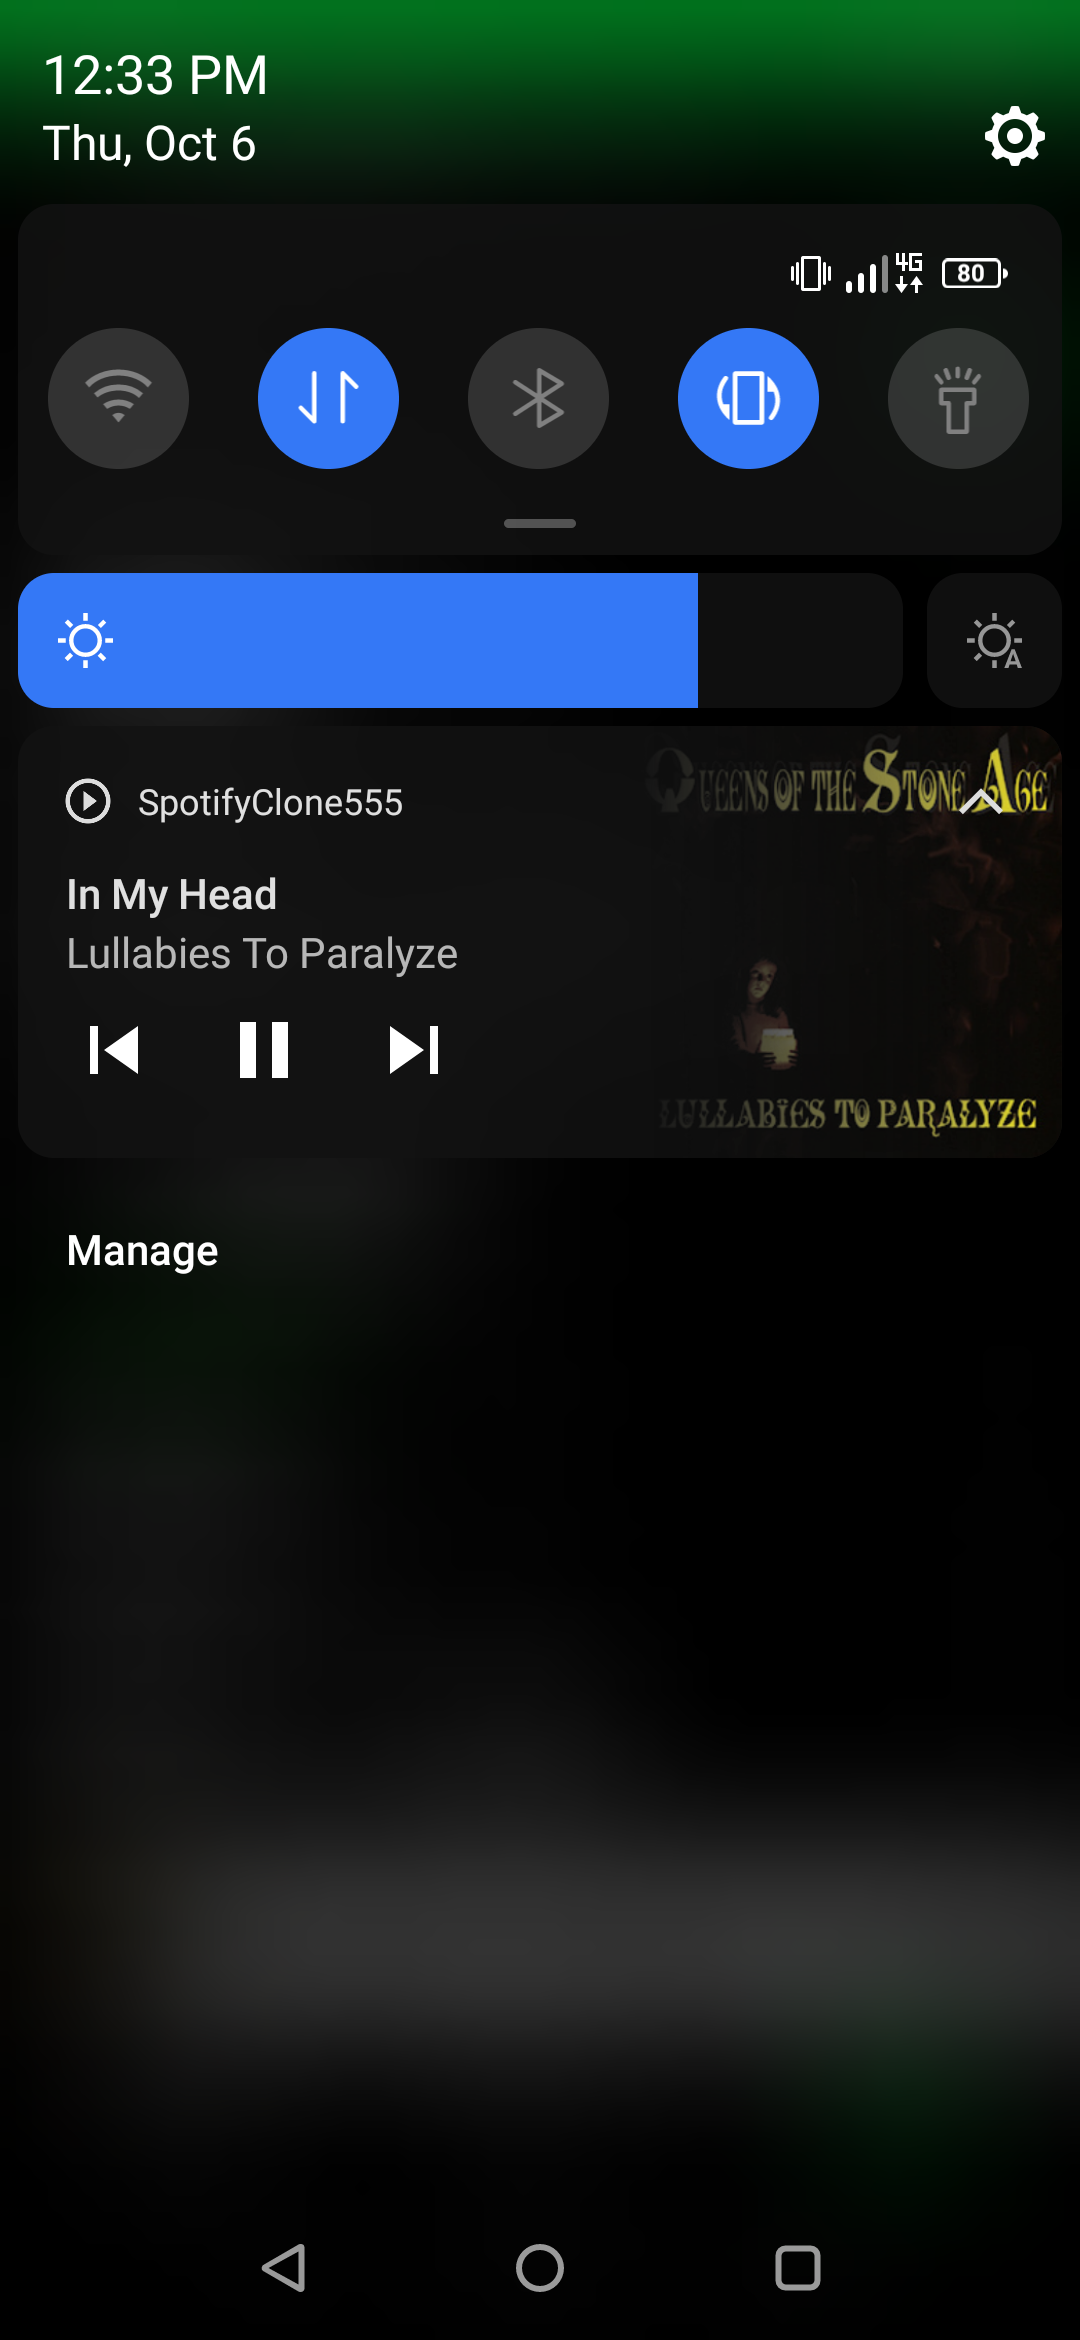 12:33 PM
Thu, Oct 6
4G
80
A
SpotifyClone555
QUEENS OF THE STONE AGE
In My Head
Lullabies To Paralyze
LULLABIES TO PARALYZE
Manage